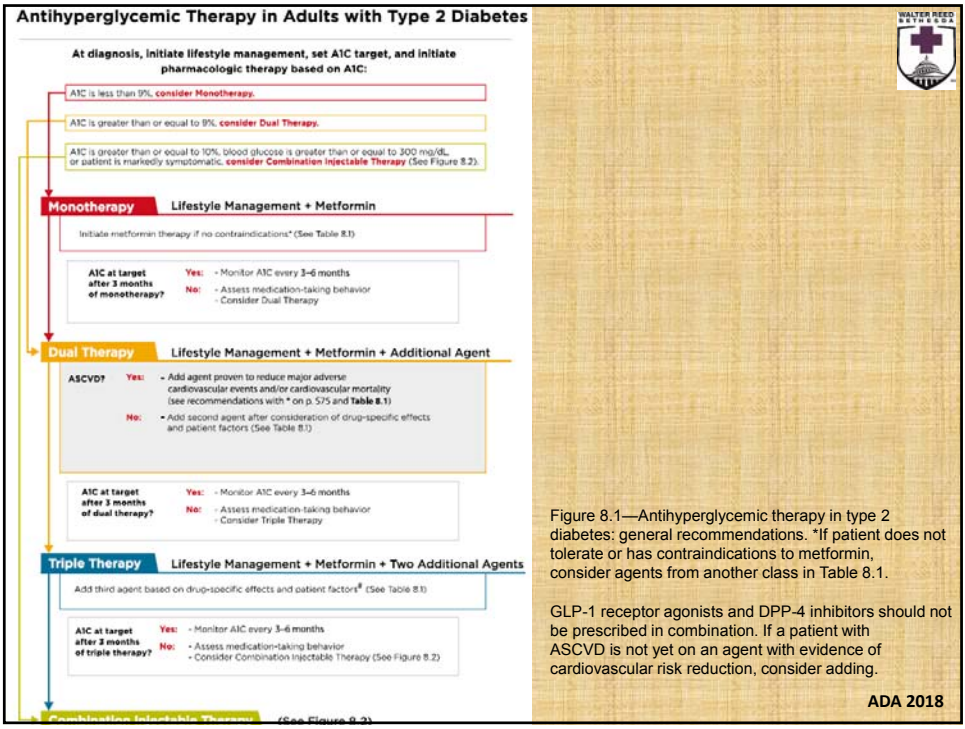 Antihyperglycemic Therapy in Adults with Type 2 Diabetes
At diagnosis, initiate lifestyle management, set A1C target, and initiate
pharmacologic therapy based on A1C:
A1C is less than 9%, consider Monotherapy.
A1C is greater than or equal to 9%, consider Dual Therapy.
A1C is greater than or equal to 10%, blood glucose is greater than or equal to 300 mg/dL,
or patient is markedly symptomatic, consider Combination Injectable Therapy (See Figure 8.2).
Monotherapy Lifestyle Management + Metformin
Initiate metformin therapy if no contraindications* (See Table 8.1)
A1C at target
after 3 months
of monotherapy?
Yes: - Monitor A1C every 3–6 months
No: - Assess medication-taking behavior
- Consider Dual Therapy
Dual Therapy Lifestyle Management + Metformin + Additional Agent
ASCVD? Yes: - Add agent proven to reduce major adverse
cardiovascular events and/or cardiovascular mortality
(see recommendations with * on p. S75 and Table 8.1)
No: - Add second agent after consideration of drug-specific effects
and patient factors (See Table 8.1)
A1C at target
after 3 months
of dual therapy?
Yes: - Monitor A1C every 3–6 months
No: - Assess medication-taking behavior
- Consider Triple Therapy
Triple Therapy Lifestyle Management + Metformin + Two Additional Agents
Add third agent based on drug-specific effects and patient factors# (See Table 8.1)
A1C at target
after 3 months
of triple therapy?
Yes: - Monitor A1C every 3–6 months
No: - Assess medication-taking behavior
- Consider Combination Injectable Therapy (See Figure 8.2)
Combination Injectable Therapy (See Figure 8.2)
WALTER REED
BETHESDA
Figure 8.1—Antihyperglycemic therapy in type 2
diabetes: general recommendations. *If patient does not
tolerate or has contraindications to metformin,
consider agents from another class in Table 8.1.
GLP-1 receptor agonists and DPP-4 inhibitors should not
be prescribed in combination. If a patient with
ASCVD is not yet on an agent with evidence of
cardiovascular risk reduction, consider adding.
ADA 2018